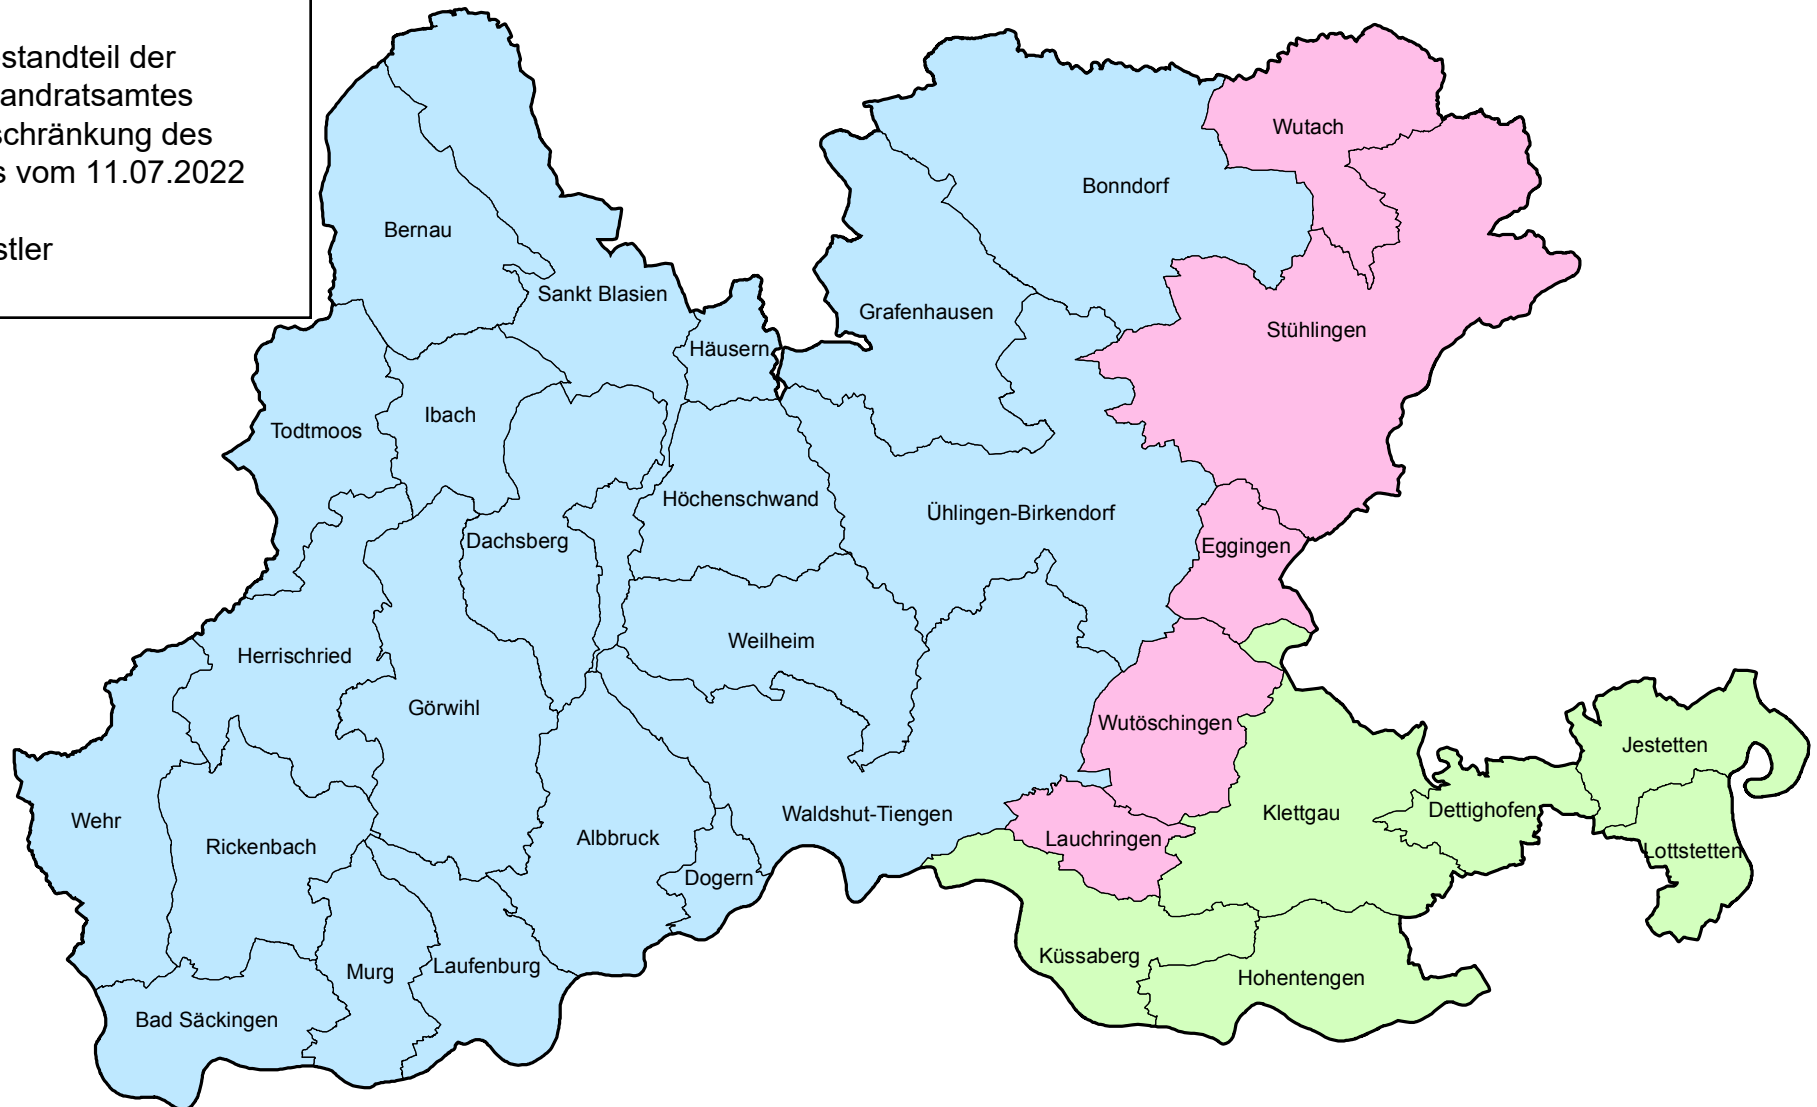 standteil der
andratsamtes
schränkung des
s vom 11.07.2022
stler
Wutach
Bonndorf
Bernau
Sankt Blasien
Grafenhausen
Stühlingen
Häusern
Ibach
Todtmoos
Höchenschwand
Ühlingen-Birkendorf
Dachsberg
Eggingen
Weilheim
Herrischried
Görwihl
Wutöschingen
Jestetten
Wehr
Waldshut-Tiengen
Klettgau
Dettighofen
Rickenbach
Albbruck
Lauchringen
Lottstetten
Dogern
Küssaberg
Murg
Laufenburg
Hohentengen
Bad Säckingen